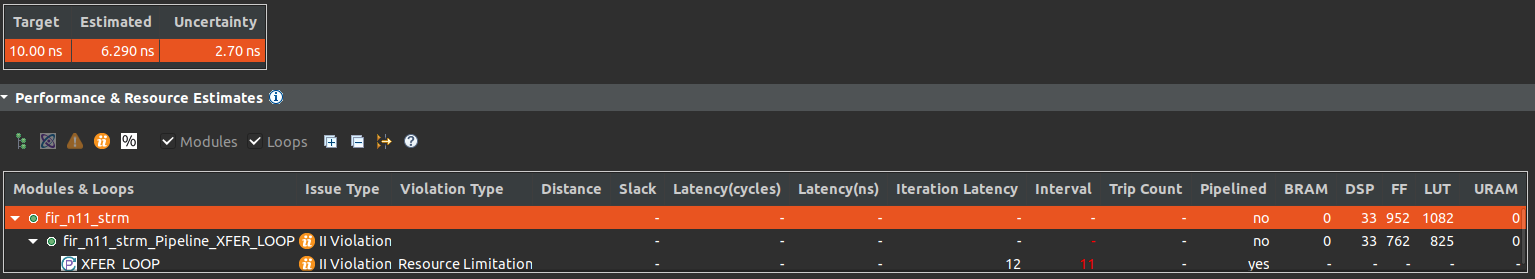 Target Estimated Uncertainty
10.00 ns 6.290 ns 2.70 ns
Performance & Resource Estimates
% Modules Loops
Modules & Loops Issue Type Violation Type Distance Slack Latency(cycles) Latency(ns) Iteration Latency Interval Trip Count Pipelined BRAM DSP FF LUT URAM
fir_n11_strm - - - - - - - no 0 33 952 1082 0
fir_n11_strm_Pipeline_XFER_LOOP II Violation - - - - - - - no 0 33 762 825 0
XFER_LOOP II Violation Resource Limitation - - - - 12 11 - yes - - - - -